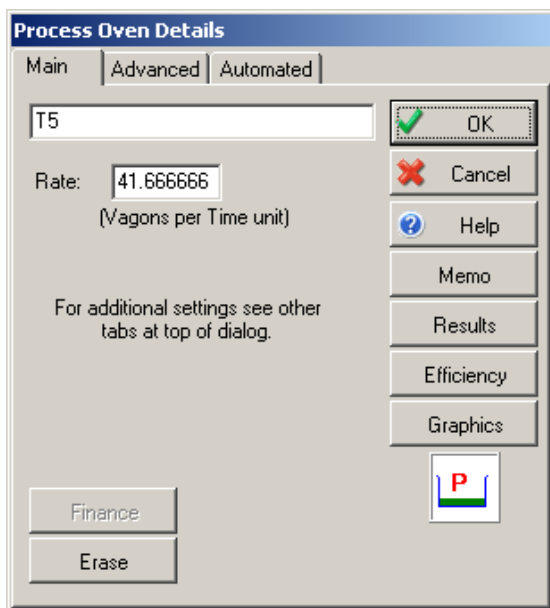 Process Oven Details
Main
Advanced
Automated
T5
OK
Rate:
41.666666
Cancel
(Vagons per Time unit)
Help
Memo
For additional settings see other
tabs at top of dialog.
Results
Efficiency
Graphics
P
Finance
Erase